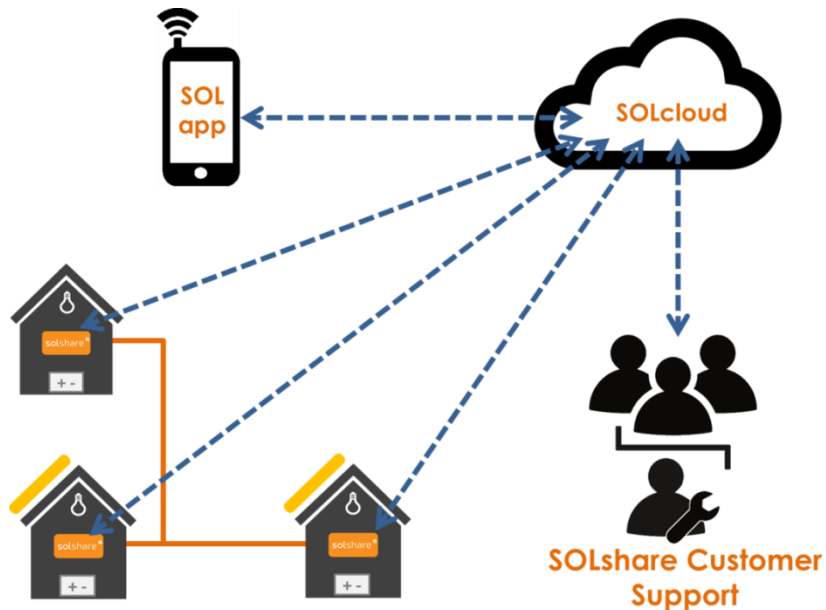 SOL
app
SOLcloud
solshare
+ -
solshare
+ -
solshare
+ -
SOLshare Customer
Support